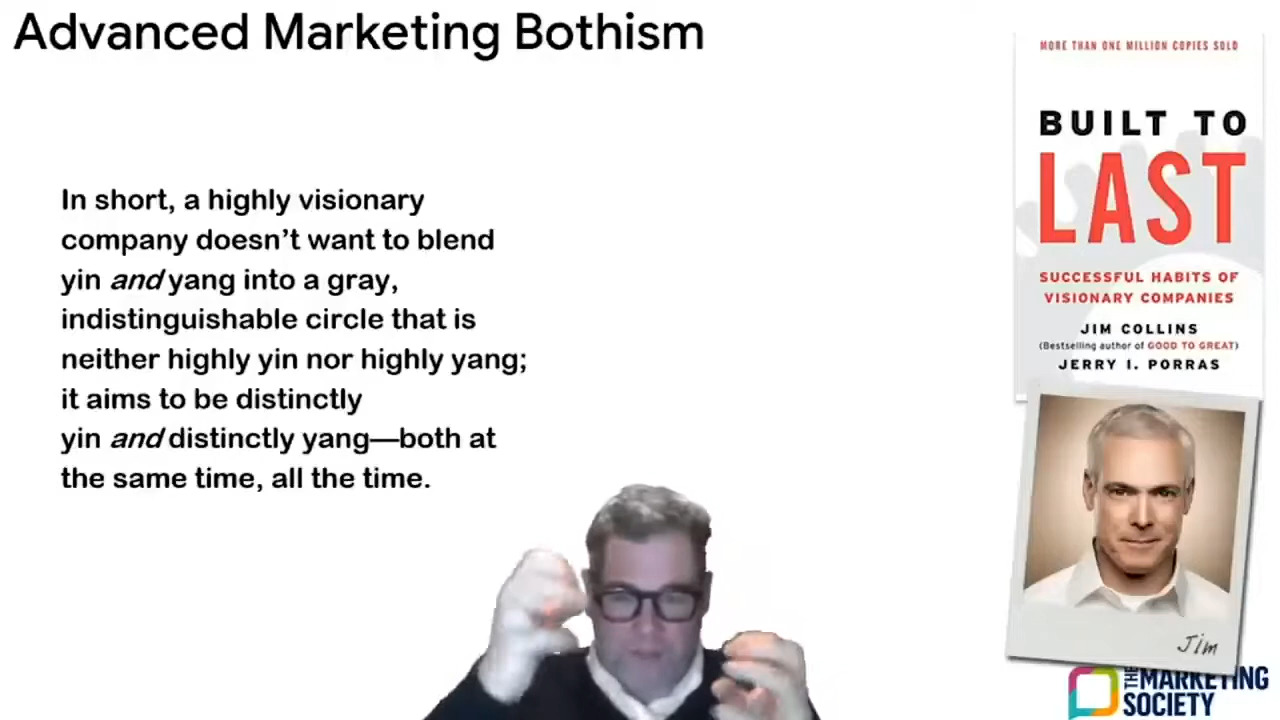 Advanced Marketing Bothism
In short, a highly visionary
company doesn't want to blend
yin and yang into a gray,
indistinguishable circle that is
neither highly yin nor highly yang;
it aims to be distinctly
yin and distinctly yang—both at
the same time, all the time.
MORE THAN ONE MILLION COPIES SOLD
BUILT TO
LAST
SUCCESSFUL HABITS OF
VISIONARY COMPANIES
JIM COLLINS
(Bestselling author of GOOD TO GREAT)
JERRY I. PORRAS
Jim
THE MARKETING
SOCIETY